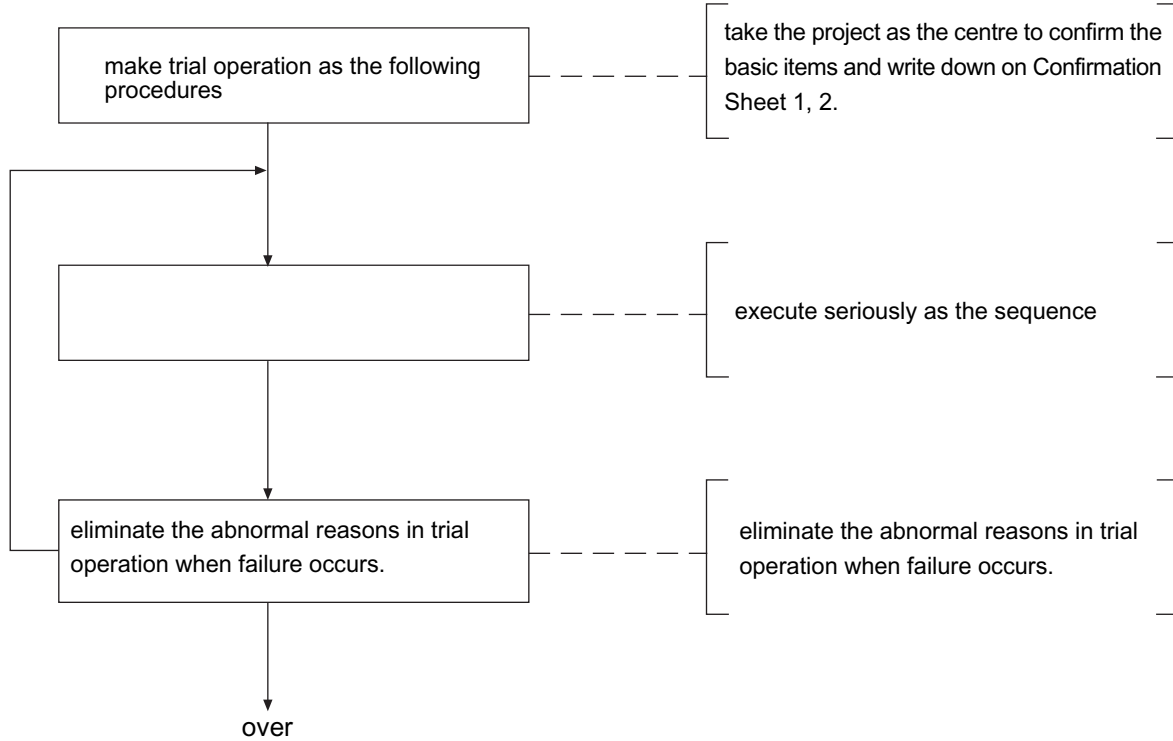 make trial operation as the following
procedures
take the project as the centre to confirm the
basic items and write down on Confirmation
Sheet 1, 2.
execute seriously as the sequence
eliminate the abnormal reasons in trial
operation when failure occurs.
eliminate the abnormal reasons in trial
operation when failure occurs.
over